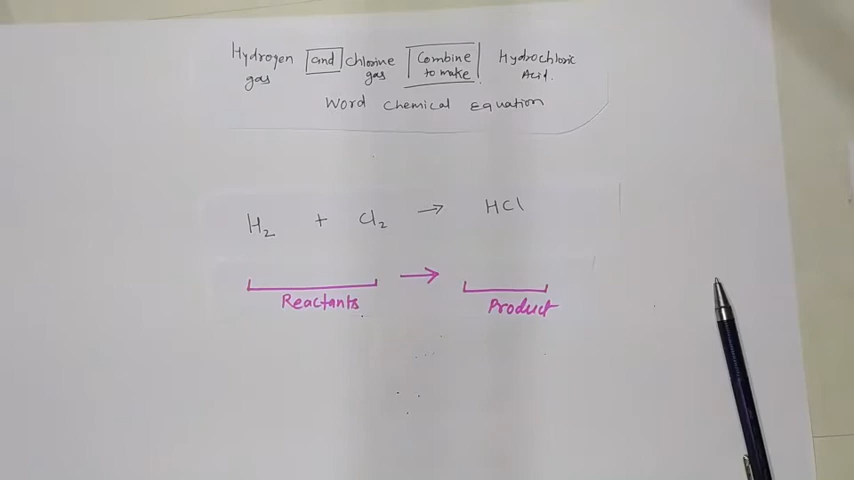 Hydrogen and Chlorine Combine Hydrochloric
gas gas to make Acid.
Word Chemical Equation
H₂ + Cl₂ → HCl
→
Reactants Product